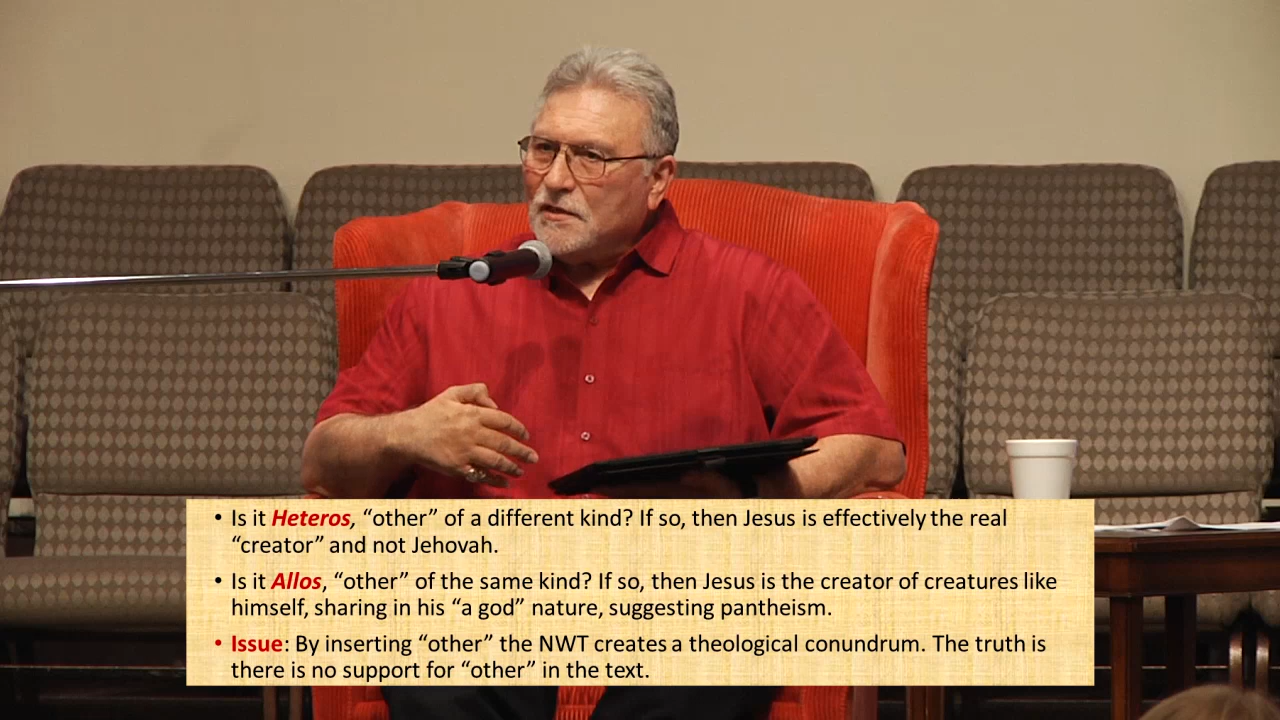 • Is it Heteros, “other” of a different kind? If so, then Jesus is effectively the real
“creator” and not Jehovah.
• Is it Allos, “other” of the same kind? If so, then Jesus is the creator of creatures like
himself, sharing in his “a god” nature, suggesting pantheism.
• Issue: By inserting “other” the NWT creates a theological conundrum. The truth is
there is no support for “other” in the text.